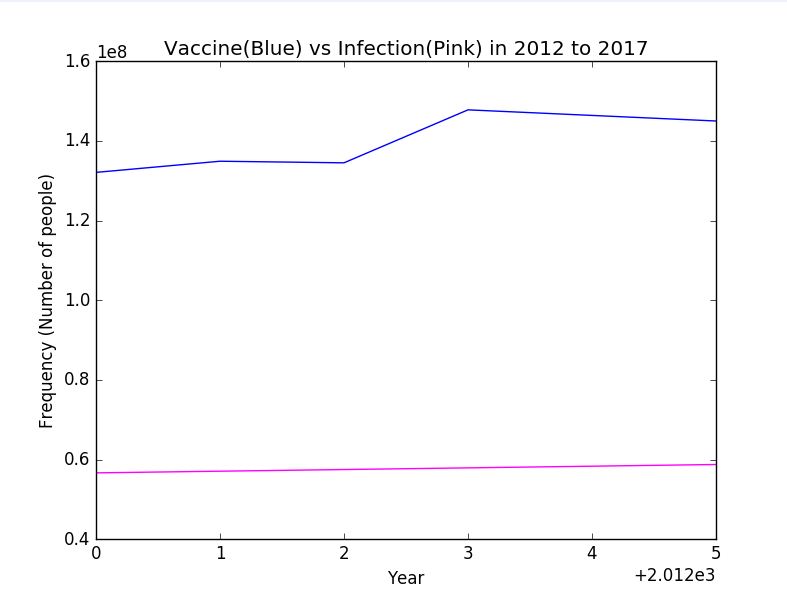 Vaccine(Blue) vs Infection(Pink) in 2012 to 2017
1e8
1.6
1.4
1.2
1.0
0.8
0.6
0.4
Frequency (Number of people)
0 1 2 3 4 5
Year
+2.012e3